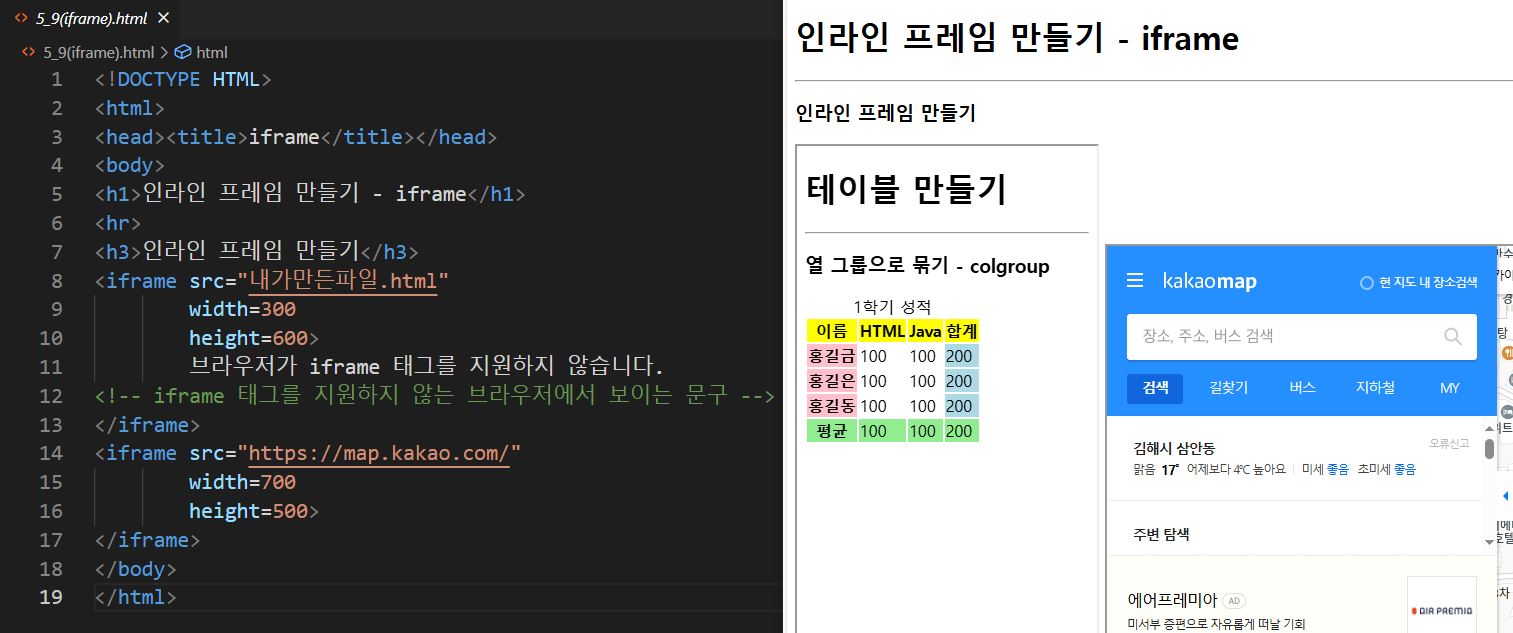 5_9(iframe).html
5_9(iframe).html > html
1 <!DOCTYPE HTML>
2 <html>
3 <head><title>iframe</title></head>
4 <body>
5 <h1>인라인 프레임 만들기 - iframe</h1>
6 <hr>
7 <h3>인라인 프레임 만들기</h3>
8 <iframe src="내가만든파일.html"
9 width=300
10 height=600>
11 브라우저가 iframe 태그를 지원하지 않습니다.
12 <!-- iframe 태그를 지원하지 않는 브라우저에서 보이는 문구 -->
13 </iframe>
14 <iframe src="https://map.kakao.com/"
15 width=700
16 height=500>
17 </iframe>
18 </body>
19 </html>
인라인 프레임 만들기 - iframe
인라인 프레임 만들기
테이블 만들기
열 그룹으로 묶기 - colgroup
1학기 성적
이름 HTML Java 합계
홍길금 100 100 200
홍길은 100 100 200
홍길동 100 100 200
평균 100 100 200
kakaomap
현 지도 내 장소검색
장소, 주소, 버스 검색
검색 길찾기 버스 지하철 MY
김해시 삼안동
오류신고
맑음 17° 어제보다 4℃ 높아요 미세 좋음 초미세 좋음
주변 탐색
에어프레미아 AD
미서부 증편으로 자유롭게 떠날 기회
AIR PREMIA